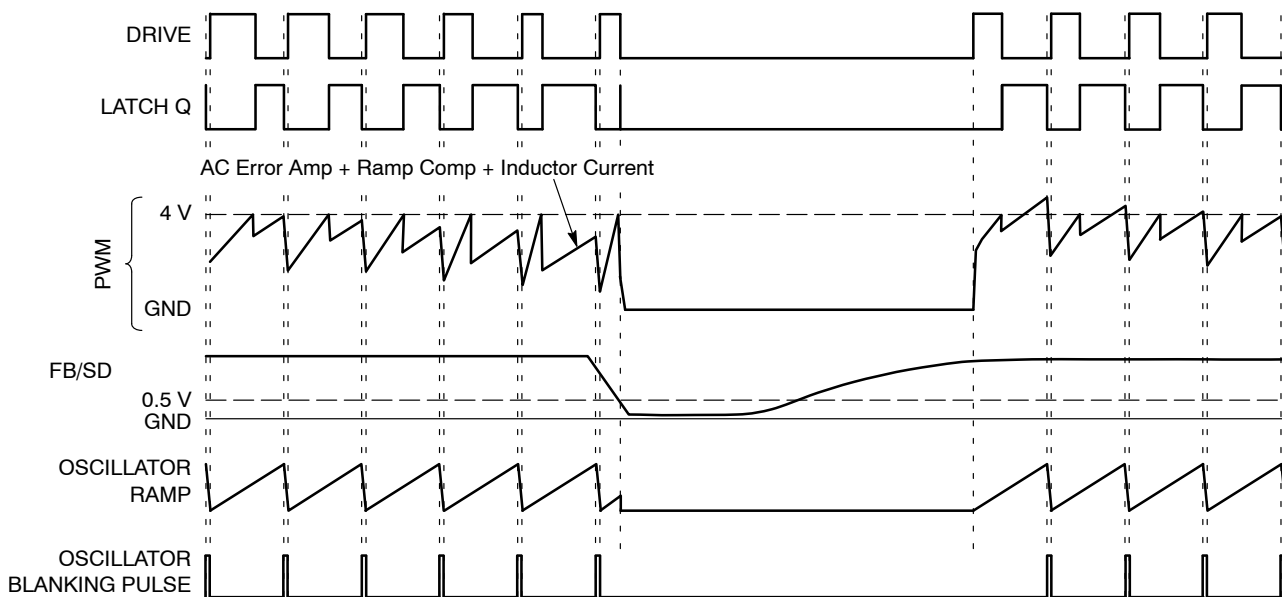 DRIVE
LATCH Q
AC Error Amp + Ramp Comp + Inductor Current
4 V
PWM
GND
FB/SD
0.5 V
GND
OSCILLATOR
RAMP
OSCILLATOR
BLANKING PULSE